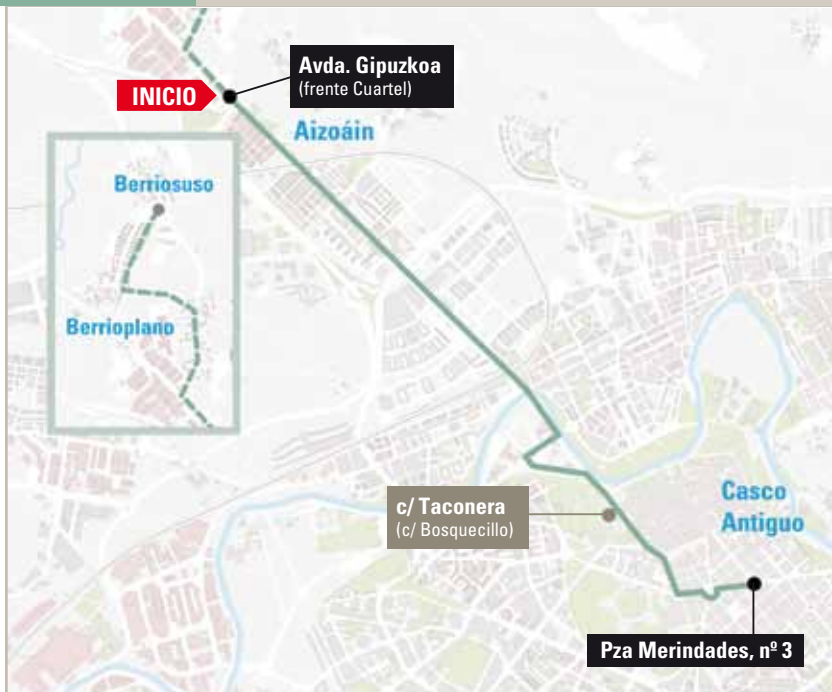 Avda. Gipuzkoa
(frente Cuartel)
INICIO
Aizoáin
Berriosuso
Berrioplano
c/ Taconera
(c/ Bosquecillo)
Casco
Antiguo
Pza Merindades, nº 3